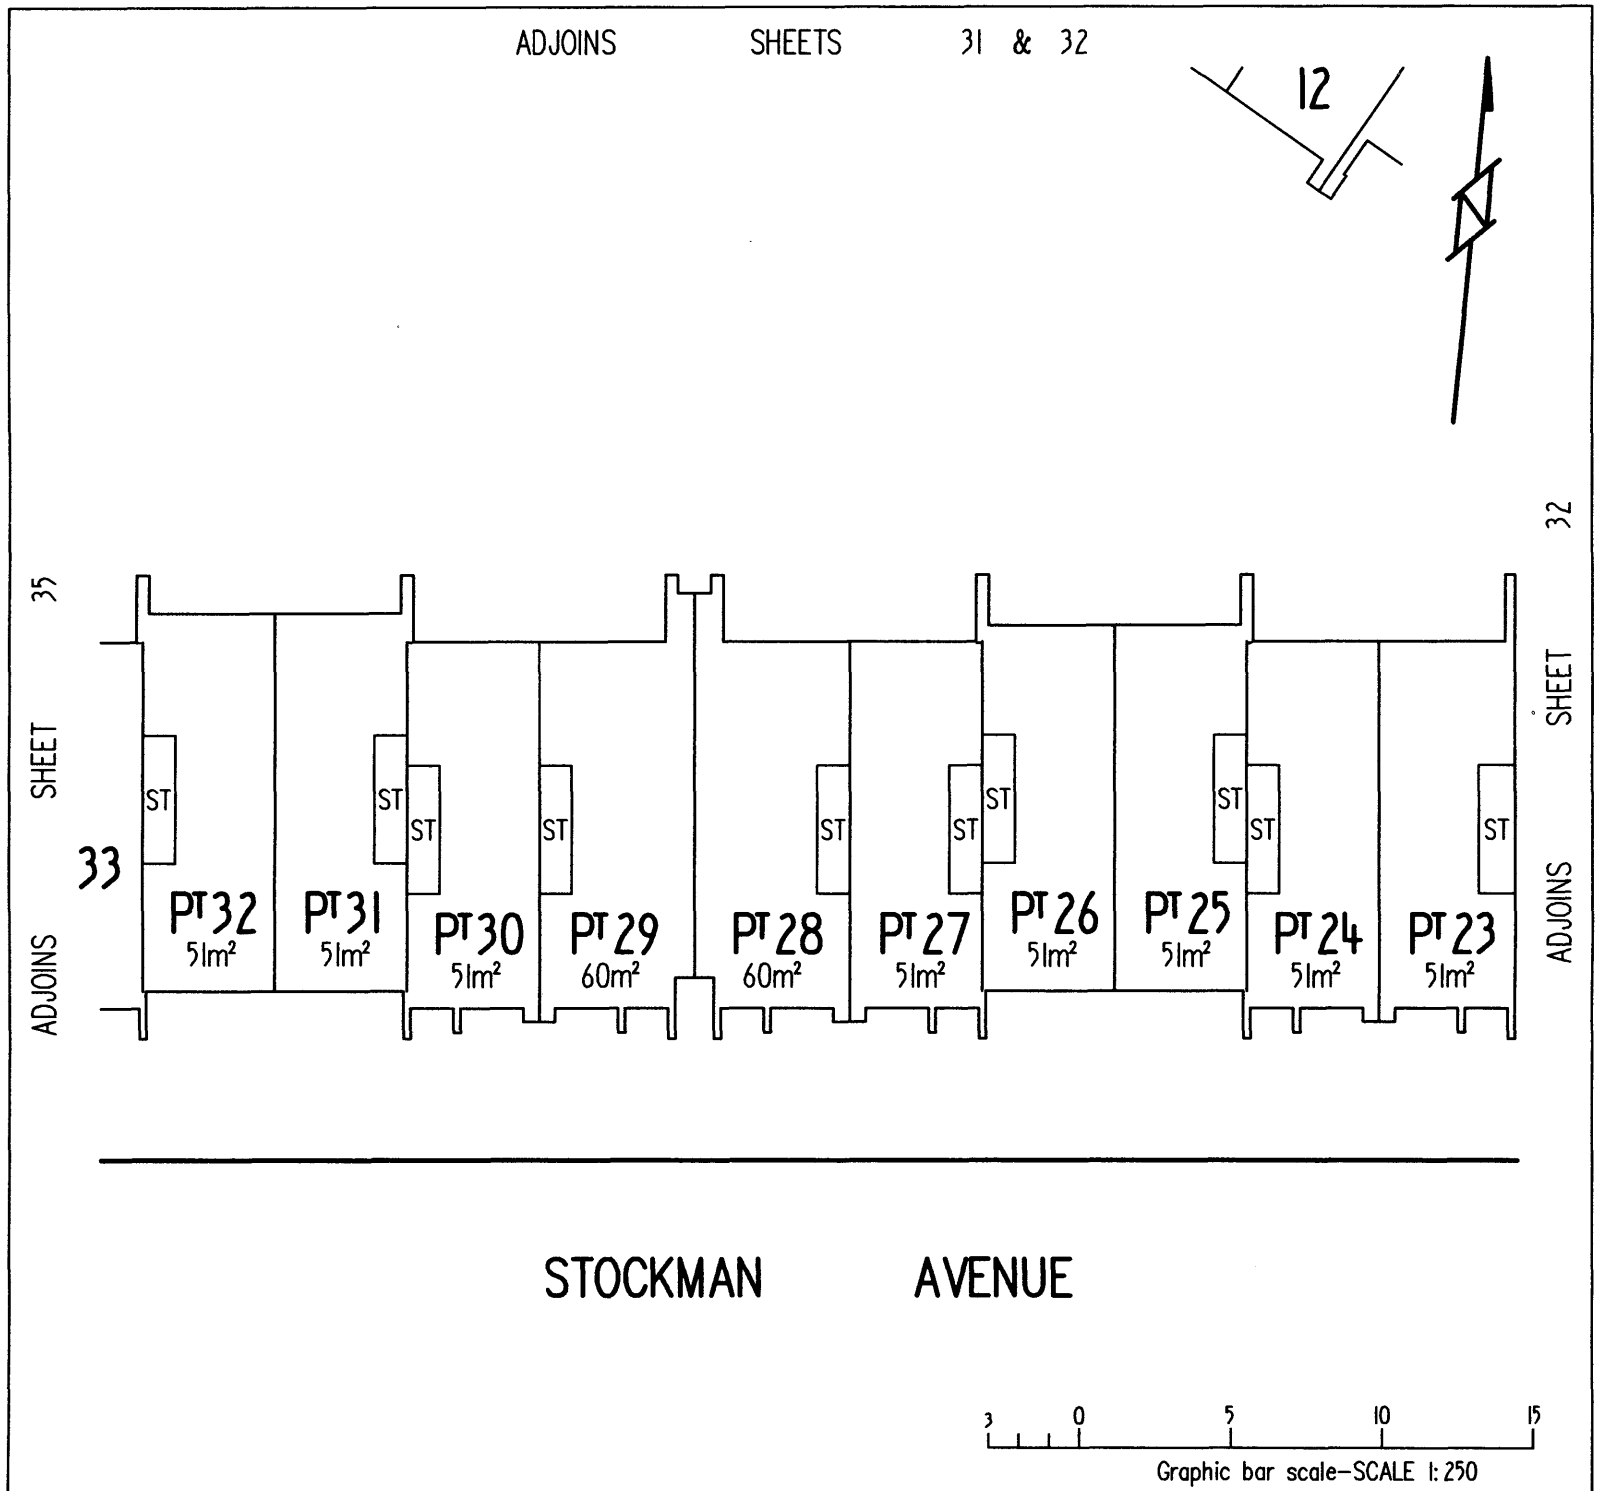 ADJOINS SHEETS 31 & 32
12
ADJOINS SHEET 35
ADJOINS SHEET 32
33
ST
ST
ST
ST
ST
ST
ST
ST
ST
ST
PT 32
51m²
PT 31
51m²
PT 30
51m²
PT 29
60m²
PT 28
60m²
PT 27
51m²
PT 26
51m²
PT 25
51m²
PT 24
51m²
PT 23
51m²
STOCKMAN AVENUE
3 0 5 10 15
Graphic bar scale-SCALE 1:250